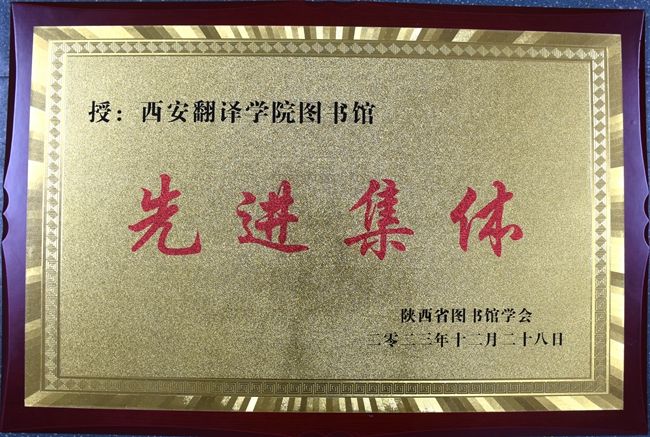 授：西安翻译学院图书馆
先进集体
陕西省图书馆学会
二零二三年十二月二十八日